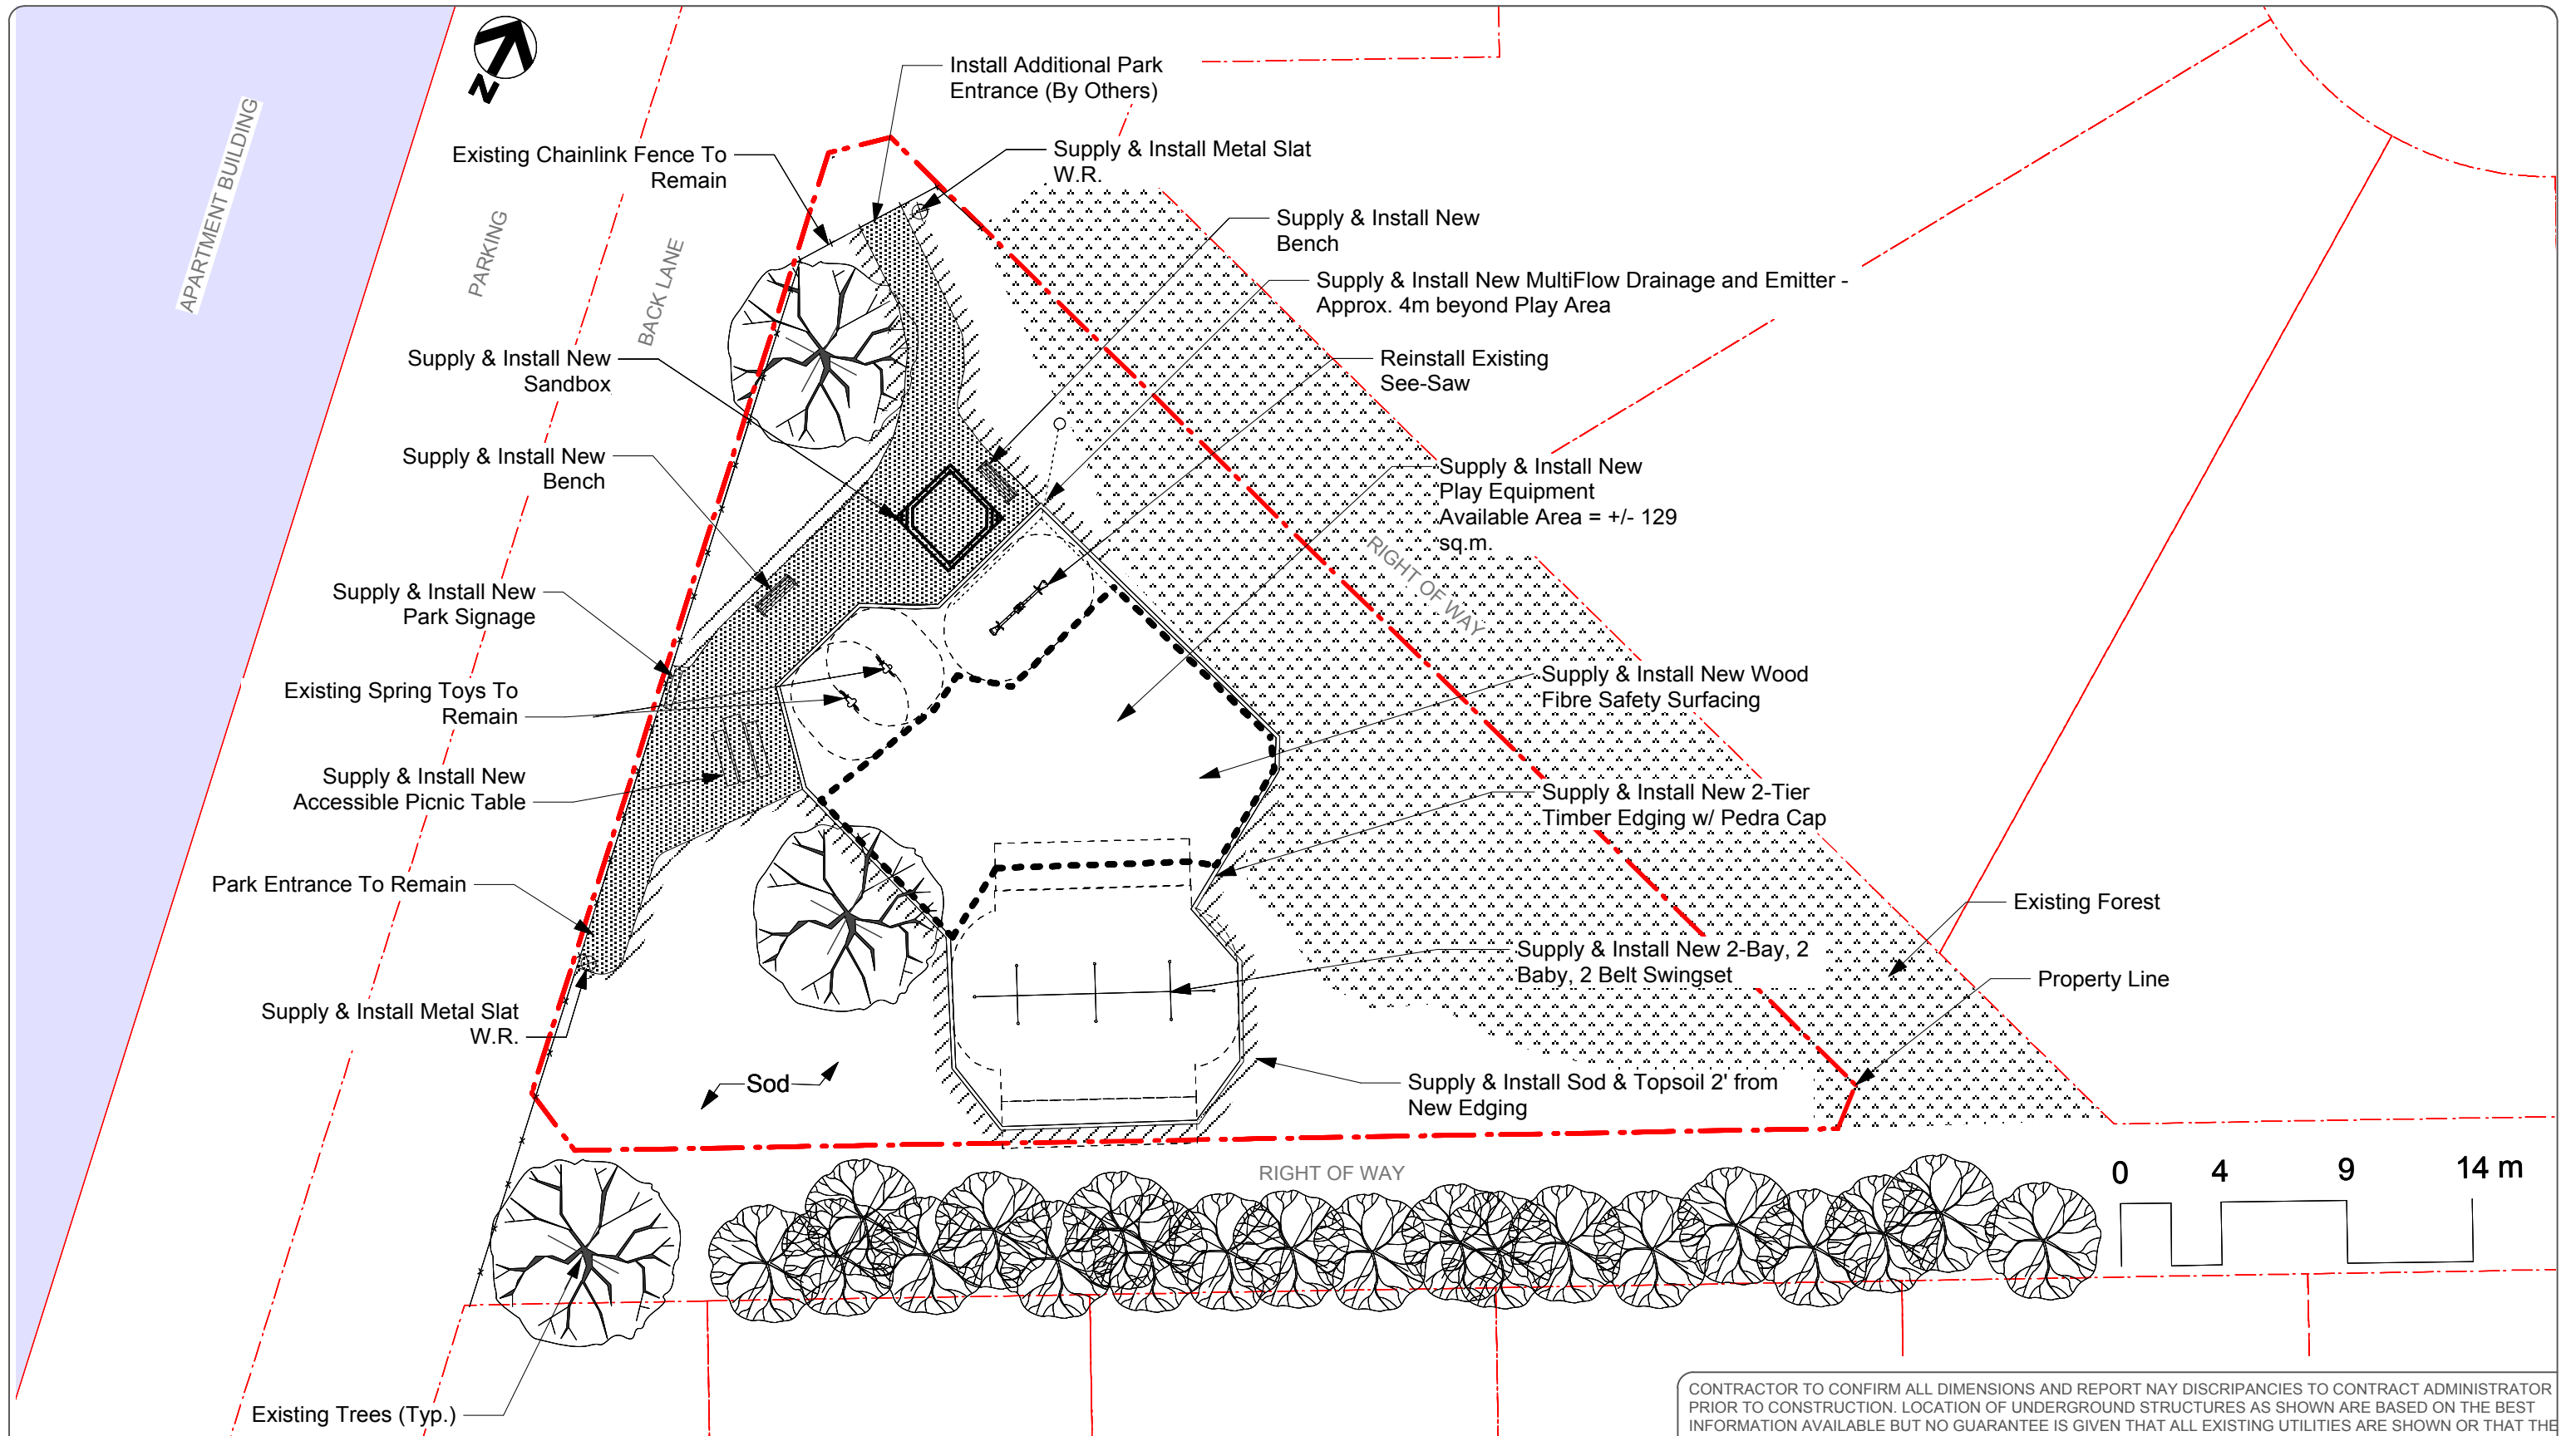 N
Install Additional Park
Entrance (By Others)
Existing Chainlink Fence To
Remain
Supply & Install Metal Slat
W.R.
APARTMENT BUILDING
PARKING
BACK LANE
Supply & Install New
Bench
Supply & Install New MultiFlow Drainage and Emitter -
Approx. 4m beyond Play Area
Supply & Install New
Sandbox
Reinstall Existing
See-Saw
Supply & Install New
Bench
Supply & Install New
Play Equipment
Available Area = +/- 129
sq.m.
RIGHT OF WAY
Supply & Install New
Park Signage
Existing Spring Toys To
Remain
Supply & Install New Wood
Fibre Safety Surfacing
Supply & Install New
Accessible Picnic Table
Supply & Install New 2-Tier
Timber Edging w/ Pedra Cap
Park Entrance To Remain
Existing Forest
Supply & Install New 2-Bay, 2
Baby, 2 Belt Swingset
Property Line
Supply & Install Metal Slat
W.R.
Sod
Supply & Install Sod & Topsoil 2' from
New Edging
RIGHT OF WAY
0 4 9 14 m
Existing Trees (Typ.)
CONTRACTOR TO CONFIRM ALL DIMENSIONS AND REPORT NAY DISCRIPANCIES TO CONTRACT ADMINISTRATOR
PRIOR TO CONSTRUCTION. LOCATION OF UNDERGROUND STRUCTURES AS SHOWN ARE BASED ON THE BEST
INFORMATION AVAILABLE BUT NO GUARANTEE IS GIVEN THAT ALL EXISTING UTILITIES ARE SHOWN OR THAT THE